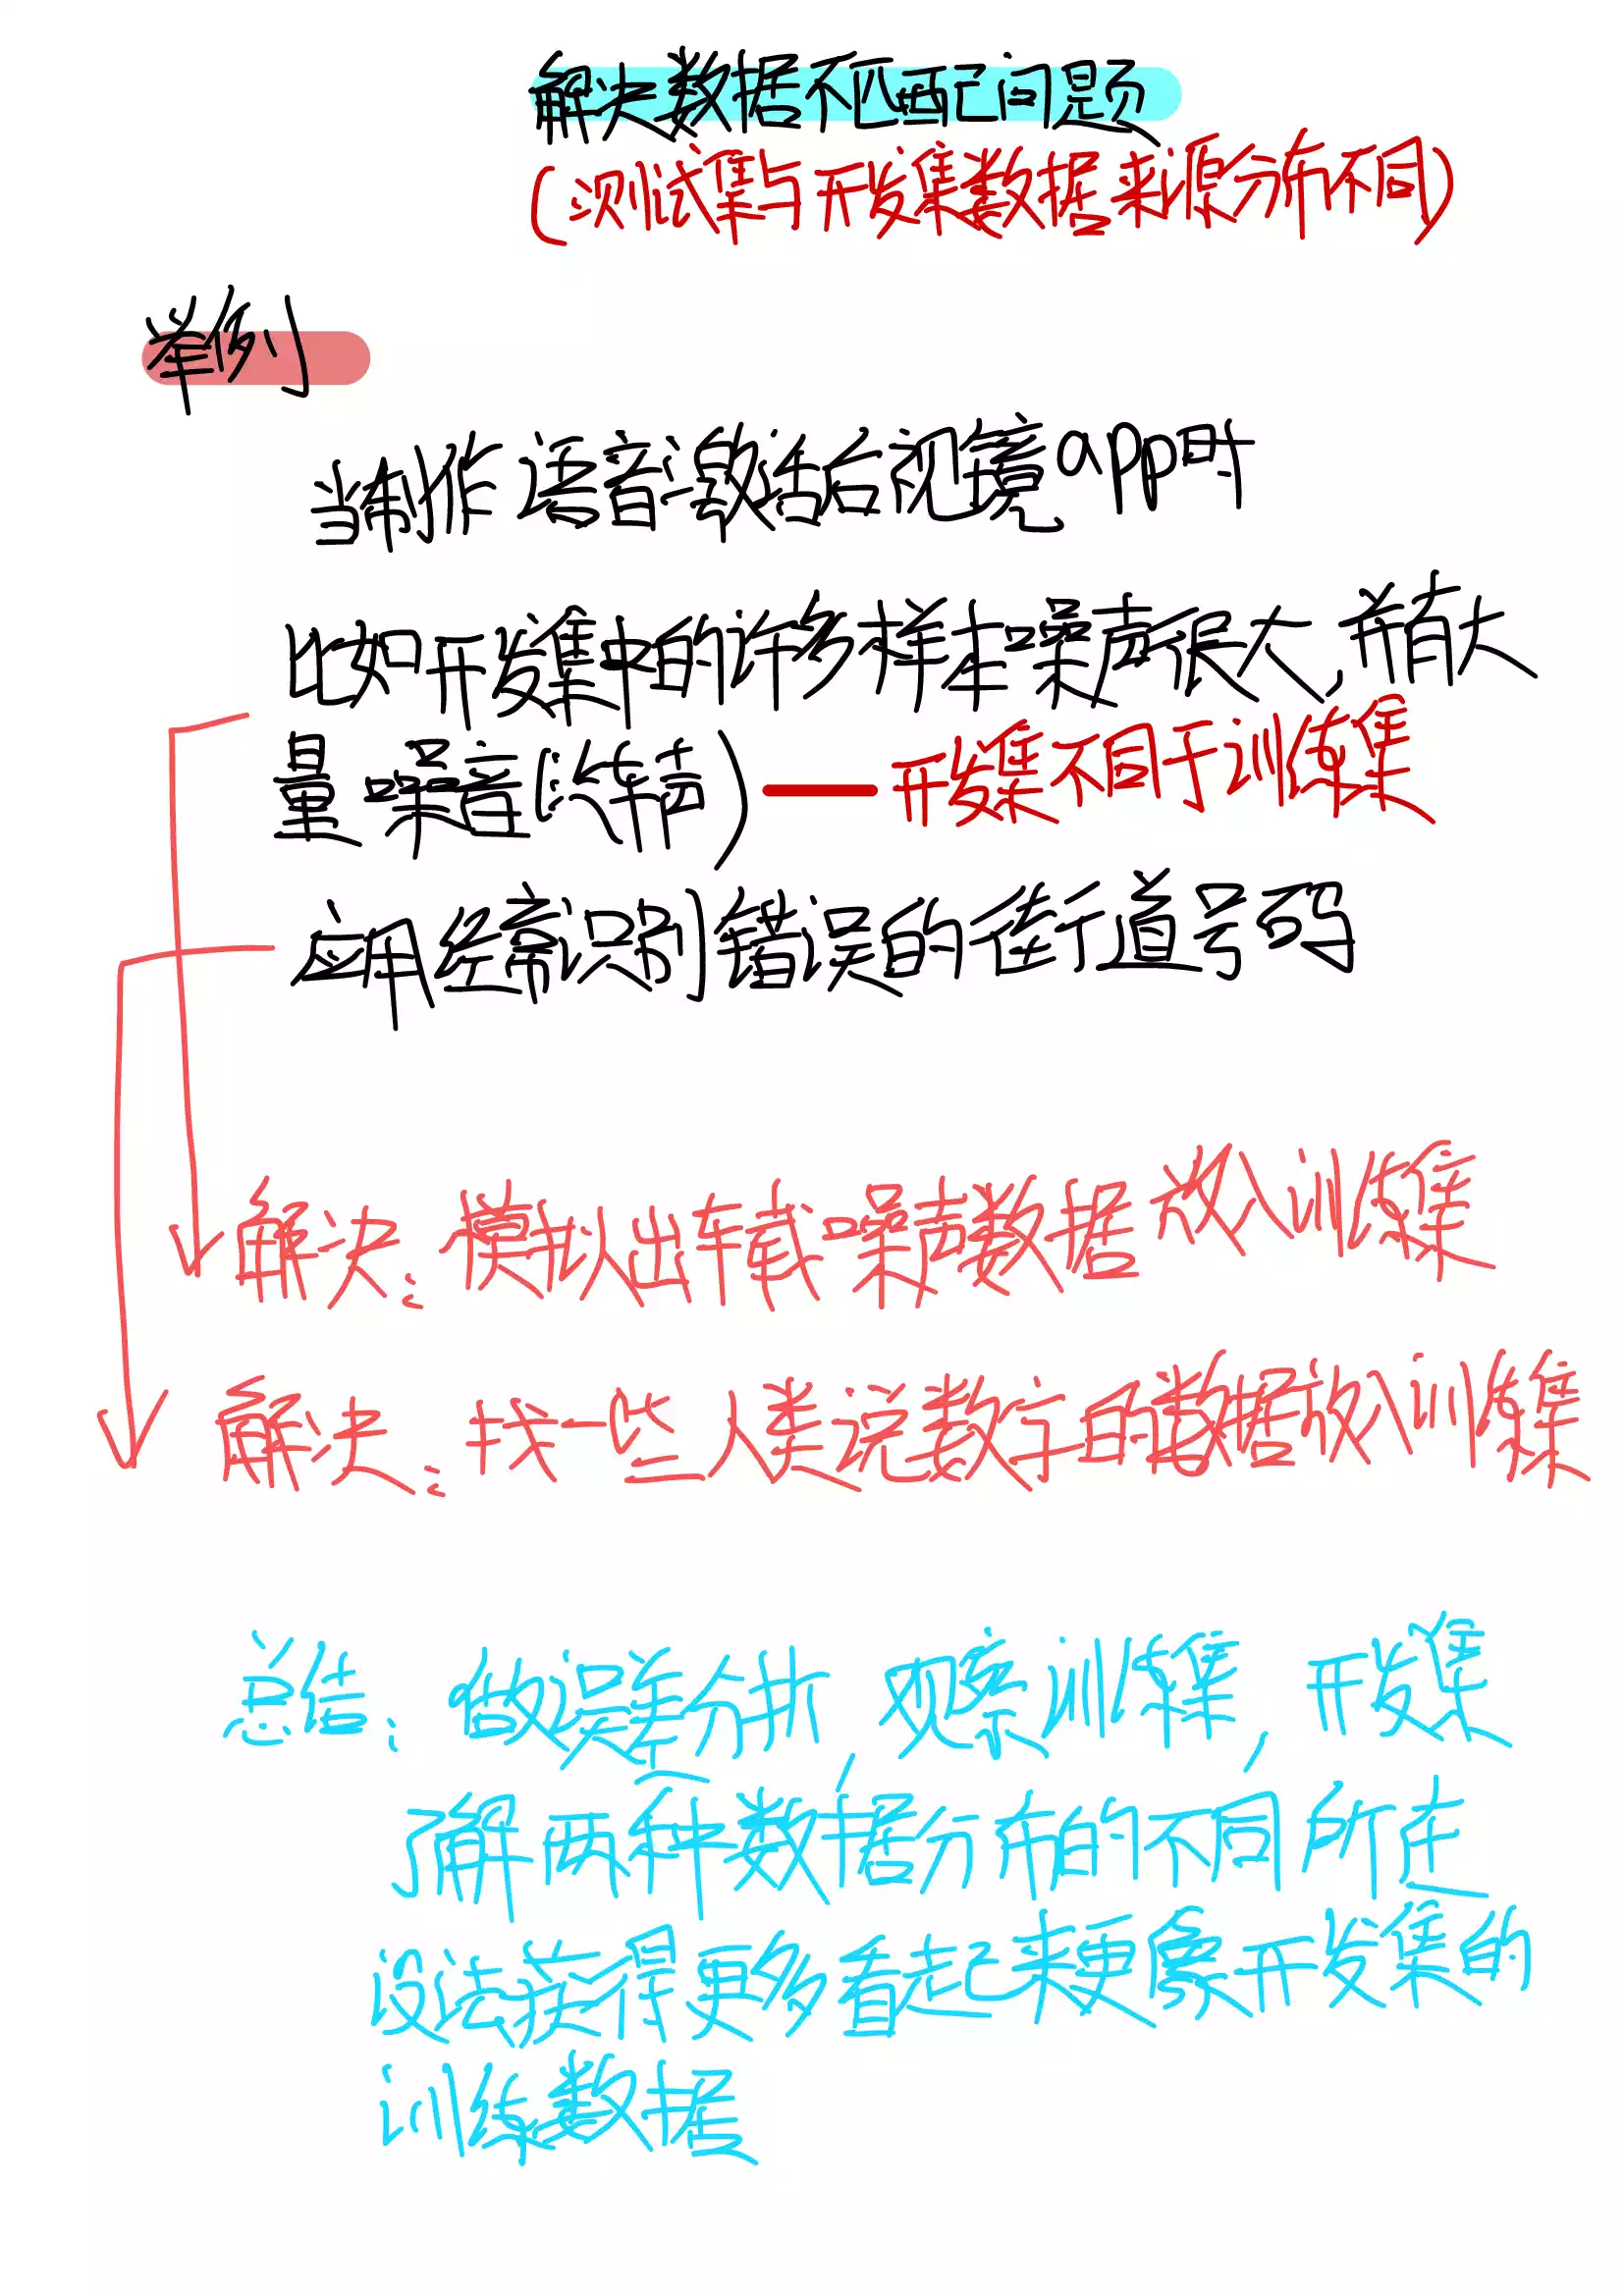 解决数据不匹配问题
(测试集与开发集数据来源分布不同)
举例
当制作语音激活后视镜app时
比如开发集中的许多样本噪声很大,并有大
量噪音(汽车声)——开发集不同于训练集
应用经常识别错误的街道号码
解决:模拟出车载噪声数据放入训练集
解决:找一些人类说数字的数据放入训练集
总结:做误差分析,观察训练集,开发集
了解两种数据分布的不同所在
设法获得更多看起来更象开发集的
训练数据